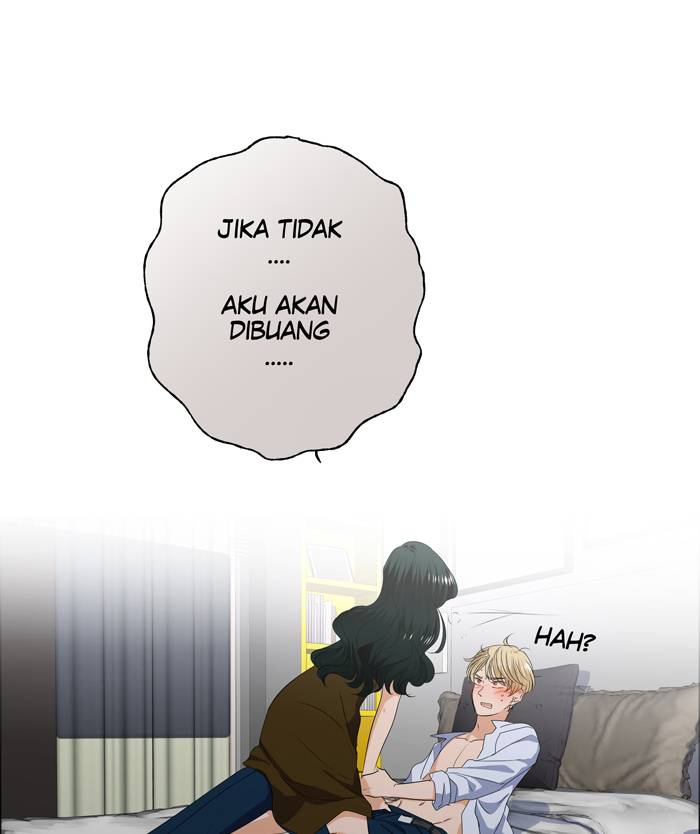 JIKA TIDAK
....
AKU AKAN
DIBUANG
.....
HAH?